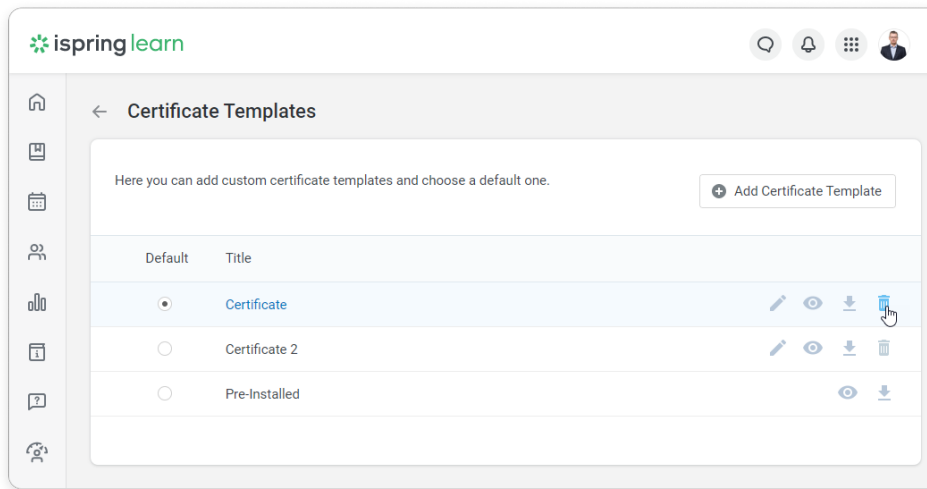 ispring learn
Certificate Templates
Here you can add custom certificate templates and choose a default one.
Add Certificate Template
Default Title
Certificate
Certificate 2
Pre-Installed